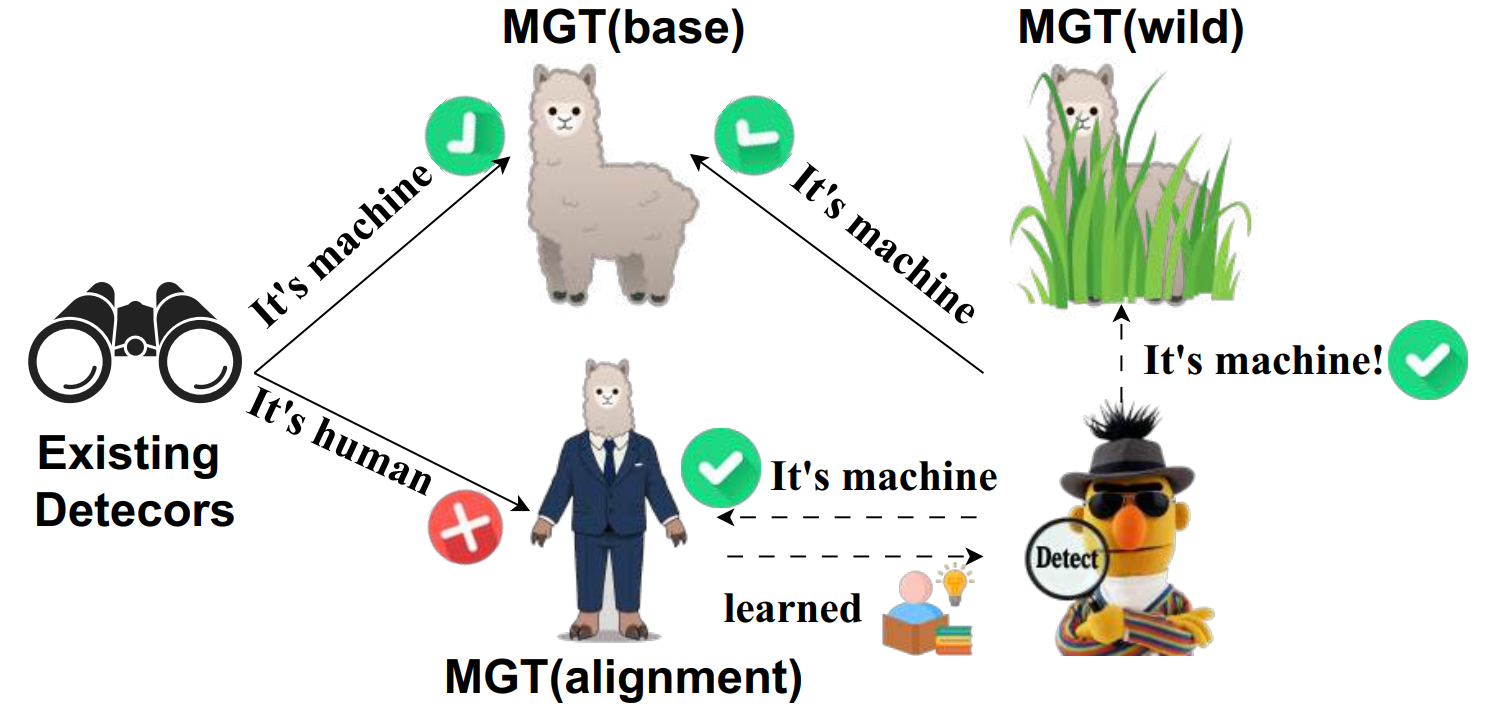 MGT(base)
MGT(wild)
It's machine
It's machine
It's machine!
It's human
Existing
Detecors
It's machine
Detect
learned
MGT(alignment)